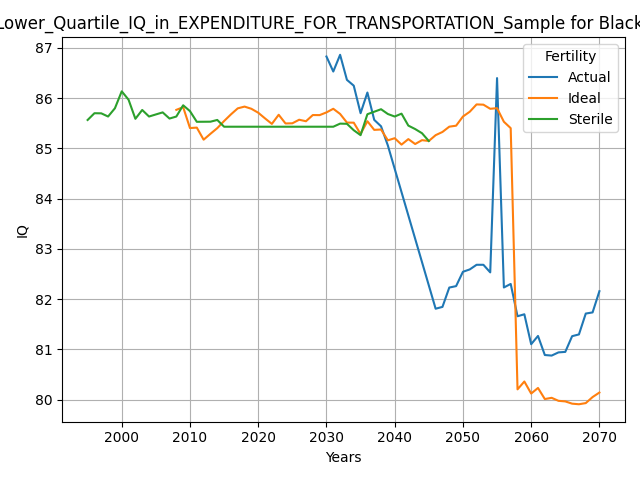 Lower_Quartile_IQ_in_EXPENDITURE_FOR_TRANSPORTATION_Sample for Black
Fertility
Actual
Ideal
Sterile
87
86
85
84
83
82
81
80
IQ
2000 2010 2020 2030 2040 2050 2060 2070
Years